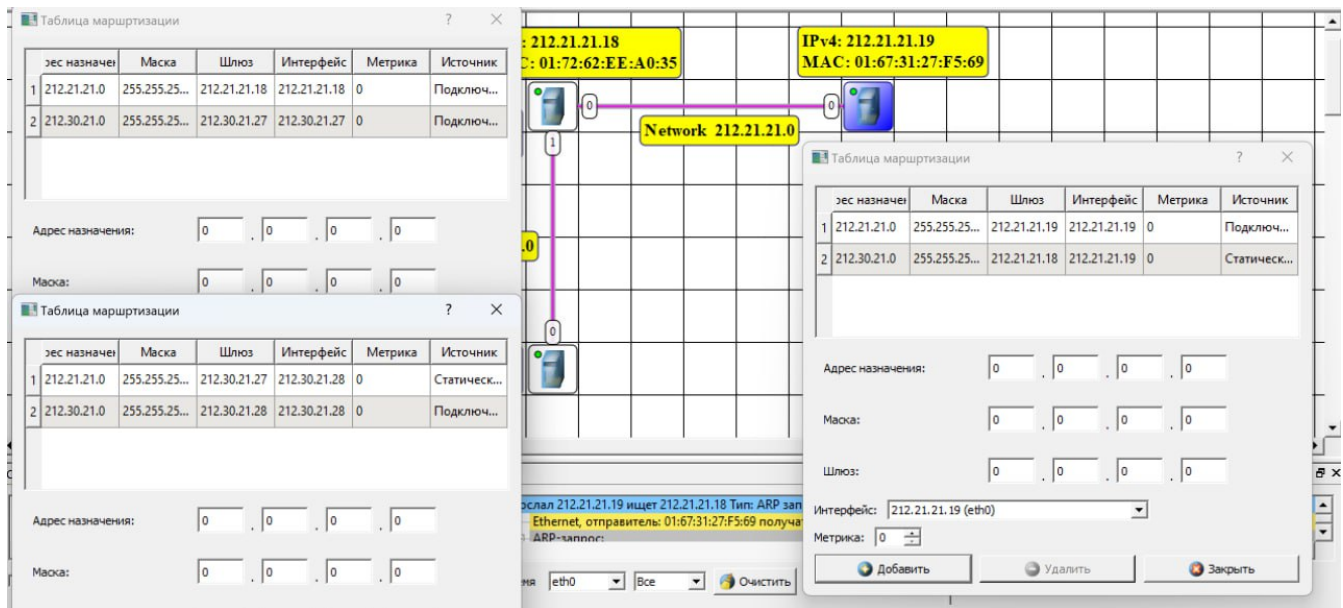 Таблица маршртизации
рес назначе Маска Шлюз Интерфейс Метрика Источник
1 212.21.21.0 255.255.25... 212.21.21.18 212.21.21.18 0 Подключ...
2 212.30.21.0 255.255.25... 212.30.21.27 212.30.21.27 0 Подключ...
Адрес назначения: 0 . 0 . 0 . 0
Маска: 0 . 0 . 0 . 0
Таблица маршртизации
рес назначе Маска Шлюз Интерфейс Метрика Источник
1 212.21.21.0 255.255.25... 212.30.21.27 212.30.21.28 0 Статическ...
2 212.30.21.0 255.255.25... 212.30.21.28 212.30.21.28 0 Подключ...
Адрес назначения: 0 . 0 . 0 . 0
Маска: 0 . 0 . 0 . 0
: 212.21.21.18
C: 01:72:62:EE:A0:35
IPv4: 212.21.21.19
MAC: 01:67:31:27:F5:69
0
0
Network 212.21.21.0
1
.0
0
Таблица маршртизации
рес назначе Маска Шлюз Интерфейс Метрика Источник
1 212.21.21.0 255.255.25... 212.21.21.19 212.21.21.19 0 Подключ...
2 212.30.21.0 255.255.25... 212.21.21.18 212.21.21.19 0 Статическ...
Адрес назначения: 0 . 0 . 0 . 0
Маска: 0 . 0 . 0 . 0
Шлюз: 0 . 0 . 0 . 0
Интерфейс: 212.21.21.19 (eth0)
Метрика: 0
Добавить Удалить Закрыть
ослал 212.21.21.19 ищет 212.21.21.18 Тип: ARP зап
Ethernet, отправитель: 01:67:31:27:F5:69 получа
ARP-запрос:
мя eth0 Все Очистить